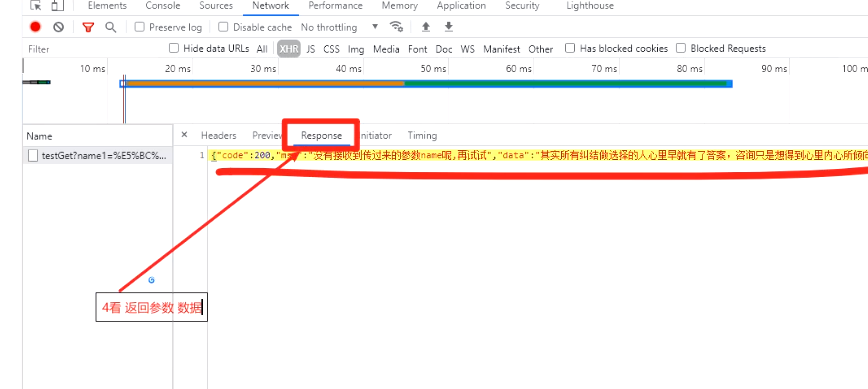 Elements Console Sources Network Performance Memory Application Security Lighthouse
Preserve log Disable cache No throttling
Filter Hide data URLs All XHR JS CSS Img Media Font Doc WS Manifest Other Has blocked cookies Blocked Requests
10 ms 20 ms 30 ms 40 ms 50 ms 60 ms 70 ms 80 ms 90 ms 100 m
Name × Headers Preview Response Initiator Timing
testGet?name1=%E5%BC%... 1 {"code":200,"msg":"没有接收到传过来的参数name呢,再试试","data":"其实所有纠结做选择的人心里早就有了答案，咨询只是想得到心里内心所倾向
4看 返回参数 数据